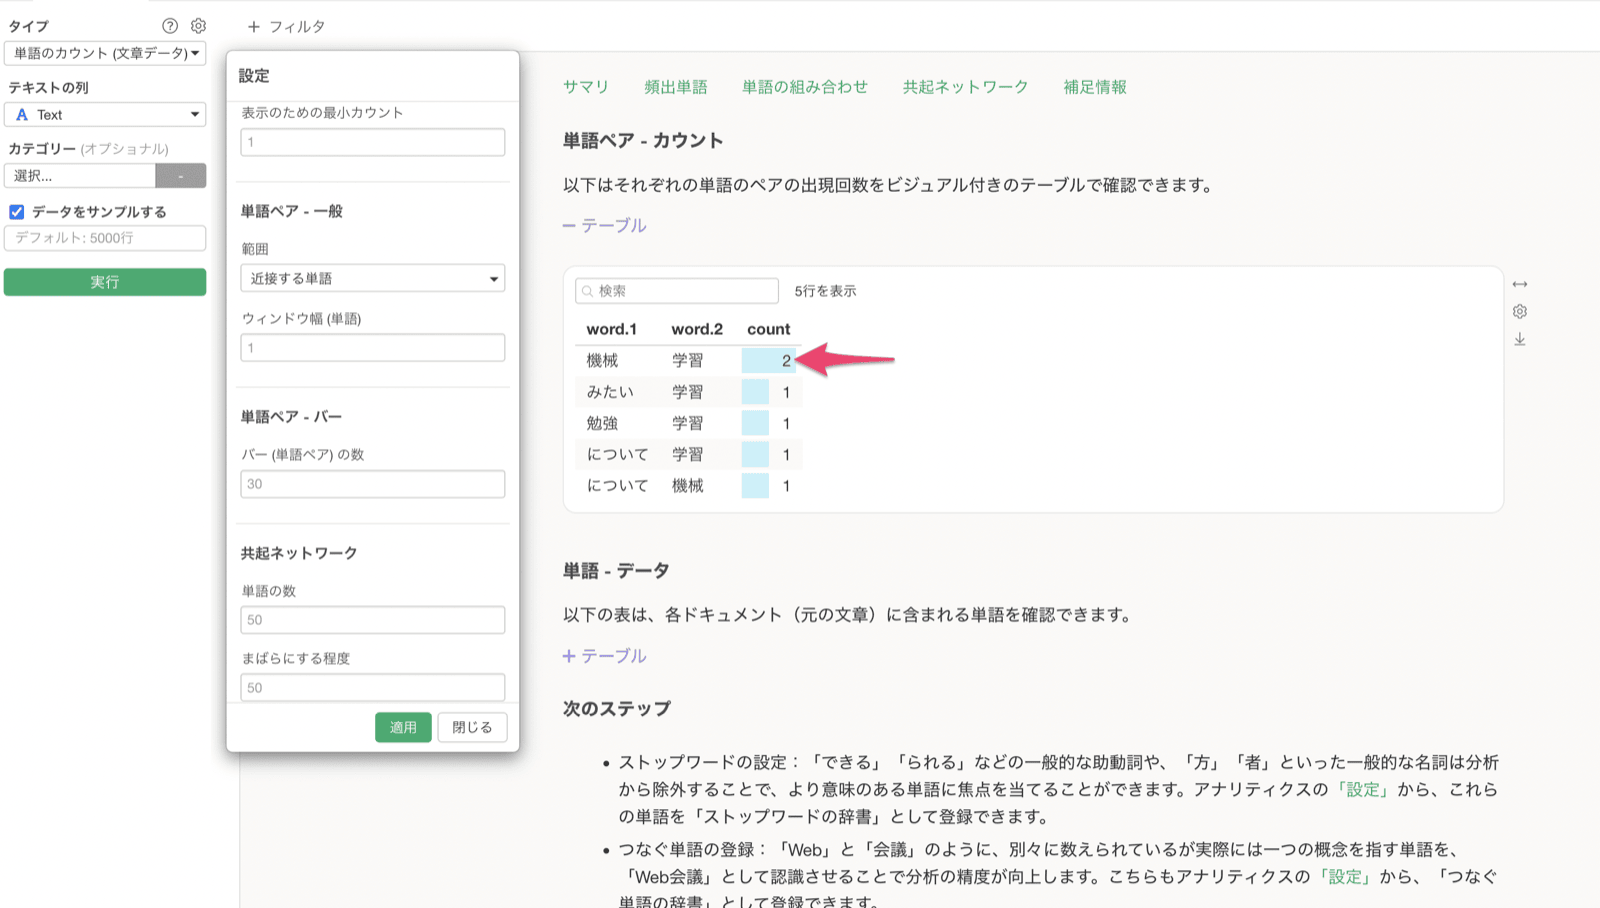 タイプ
単語のカウント (文章データ)
テキストの列
A Text
カテゴリー (オプショナル)
選択...
-
データをサンプルする
デフォルト: 5000行
実行
+ フィルタ
設定
表示のための最小カウント
1
単語ペア - 一般
範囲
近接する単語
ウィンドウ幅 (単語)
1
単語ペア - バー
バー (単語ペア) の数
30
共起ネットワーク
単語の数
50
まばらにする程度
50
適用 閉じる
サマリ 頻出単語 単語の組み合わせ 共起ネットワーク 補足情報
単語ペア - カウント
以下はそれぞれの単語のペアの出現回数をビジュアル付きのテーブルで確認できます。
− テーブル
検索 5行を表示
word.1 word.2 count
機械 学習 2
みたい 学習 1
勉強 学習 1
について 学習 1
について 機械 1
単語 - データ
以下の表は、各ドキュメント（元の文章）に含まれる単語を確認できます。
+ テーブル
次のステップ
• ストップワードの設定：「できる」「られる」などの一般的な助動詞や、「方」「者」といった一般的な名詞は分析
から除外することで、より意味のある単語に焦点を当てることができます。アナリティクスの「設定」から、これら
の単語を「ストップワードの辞書」として登録できます。
• つなぐ単語の登録：「Web」と「会議」のように、別々に数えられているが実際には一つの概念を指す単語を、
「Web会議」として認識させることで分析の精度が向上します。こちらもアナリティクスの「設定」から、「つなぐ
単語の辞書」として登録できます。